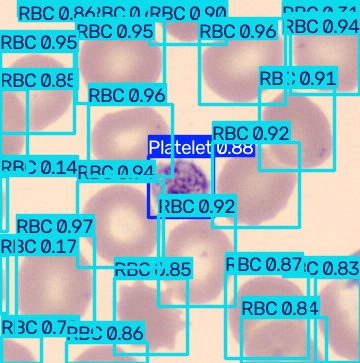 RBC 0.86
RBC 0.90
RBC 0.95
RBC 0.95
RBC 0.96
RBC 0.94
RBC 0.85
RBC 0.96
0.91
Platelet 0.88
RBC 0.92
RBC 0.14
RBC 0.94
RBC 0.92
RBC 0.97
RBC 0.17
RBC 0.85
RBC 0.87
0.83
RBC 0.84
RBC 0.86